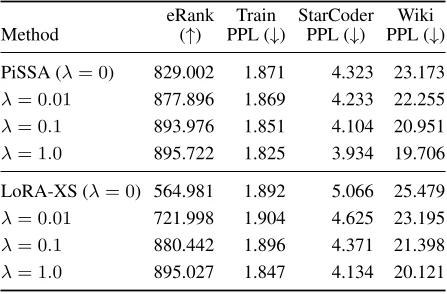 eRank Train StarCoder Wiki
Method (↑) PPL (↓) PPL (↓) PPL (↓)
PiSSA (λ = 0) 829.002 1.871 4.323 23.173
λ = 0.01 877.896 1.869 4.233 22.255
λ = 0.1 893.976 1.851 4.104 20.951
λ = 1.0 895.722 1.825 3.934 19.706
LoRA-XS (λ = 0) 564.981 1.892 5.066 25.479
λ = 0.01 721.998 1.904 4.625 23.195
λ = 0.1 880.442 1.896 4.371 21.398
λ = 1.0 895.027 1.847 4.134 20.121